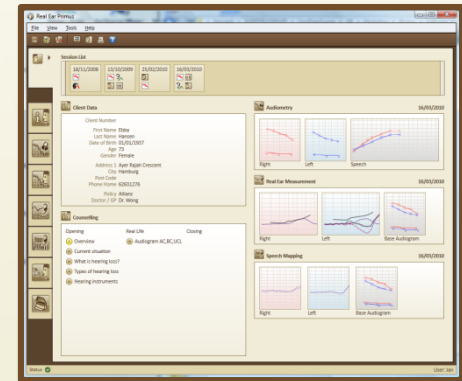 Real Ear Primus
File View Tools Help
Session List
18/11/2008 13/10/2009 25/02/2010 16/03/2010
Client Data
Client Number
First Name Ebba
Last Name Hansen
Date of Birth 01/01/1937
Age 73
Gender Female
Address 1 Ayer Rajah Crescent
City Hamburg
Post Code
Phone Home 62601276
Policy Allianz
Doctor / GP Dr. Wong
Counselling
Opening Real Life Closing
Overview Audiogram AC,BC,UCL
Current situation
What is hearing loss?
Types of hearing loss
Hearing instruments
Audiometry 16/03/2010
Right Left Speech
Real Ear Measurement 16/03/2010
Right Left Base Audiogram
Speech Mapping 16/03/2010
Right Left Base Audiogram
Status User: Jan